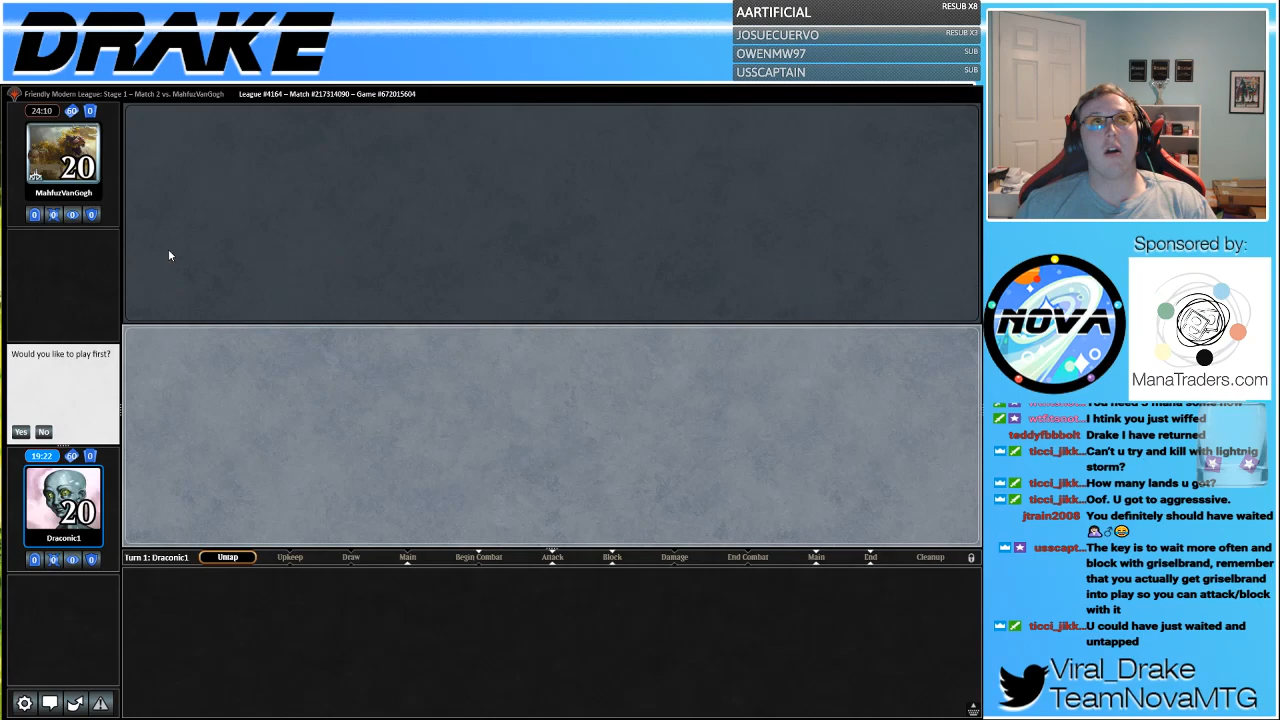 DRAKE
AARTIFICIAL RESUB X8
JOSUECUERVO RESUB X3
OWENMW97 SUB
USSCAPTAIN SUB
Friendly Modern League: Stage 1 – Match 2 vs. MahfuzVanGogh League #4164 – Match #217314090 – Game #672015604
24:10 60 0
20
MahfuzVanGogh
0 0 0 0
Would you like to play first?
Yes No
19:22 60 0
20
Draconic1
0 0 0 0
Turn 1: Draconic1 Untap Upkeep Draw Main Begin Combat Attack Block Damage End Combat Main End Cleanup
Sponsored by:
NOVA
ManaTraders.com
I htink you just wiffed
teddyfbbbolt Drake I have returned
ticci_jikk... Can't u try and kill with lightnig
storm?
ticci_jikk... How many lands u got?
ticci_jikk... Oof. U got to aggresssive.
jtrain2008 You definitely should have waited
usscapt... The key is to wait more often and
block with griselbrand, remember
that you actually get griselbrand
into play so you can attack/block
with it
ticci_jikk... U could have just waited and
untapped
Viral_Drake
TeamNovaMTG